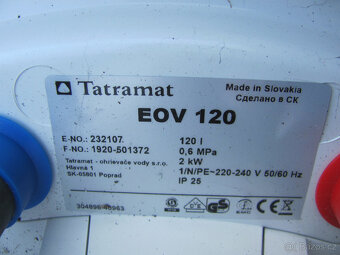 Tatramat
Made in Slovakia
Сделано в СК
EOV 120
E-NO.: 232107.
F-NO.: 1920-501372
120 l
0,6 MPa
2 kW
1/N/PE~220-240 V 50/60 Hz
IP 25
Tatramat - ohrievače vody s.r.o.
Hlavná 1
SK-05801 Poprad